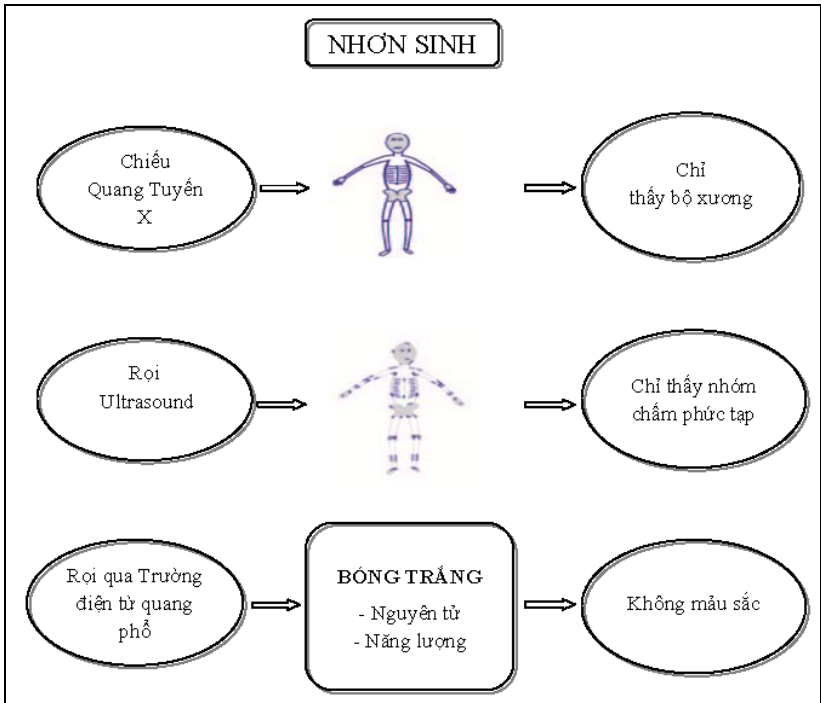 NHƠN SINH
Chiếu
Quang Tuyến
X
Chỉ
thấy bộ xương
Rọi
Ultrasound
Chỉ thấy nhóm
chấm phức tạp
Rọi qua Trường
điện từ quang
phổ
BÓNG TRẮNG
- Nguyên tử
- Năng lượng
Không mảu sắc